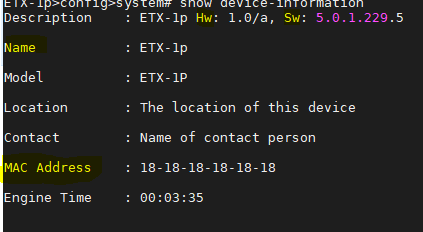 ETX-1p>config>system# show device-information
Description    : ETX-1p Hw: 1.0/a, Sw: 5.0.1.229.5
Name           : ETX-1p
Model          : ETX-1P
Location       : The location of this device
Contact        : Name of contact person
MAC Address    : 18-18-18-18-18-18
Engine Time    : 00:03:35